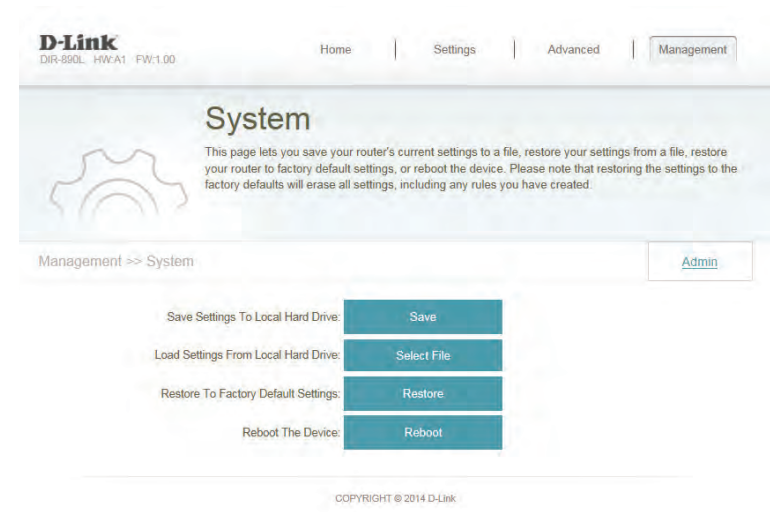 D-Link
DIR-890L HW:A1 FW:1.00
Home
Settings
Advanced
Management
System
This page lets you save your router's current settings to a file, restore your settings from a file, restore
your router to factory default settings, or reboot the device. Please note that restoring the settings to the
factory defaults will erase all settings, including any rules you have created.
Management >> System
Admin
Save Settings To Local Hard Drive:
Save
Load Settings From Local Hard Drive:
Select File
Restore To Factory Default Settings:
Restore
Reboot The Device:
Reboot
COPYRIGHT © 2014 D-Link